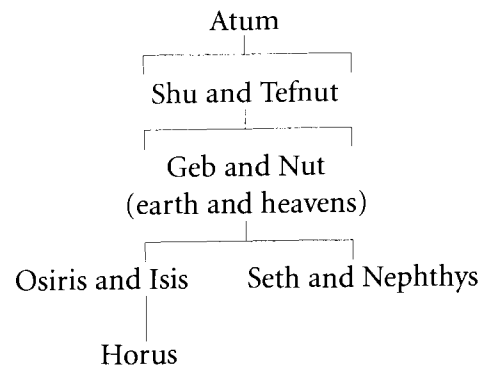 Atum
Shu and Tefnut
Geb and Nut
(earth and heavens)
Osiris and Isis
Seth and Nephthys
Horus